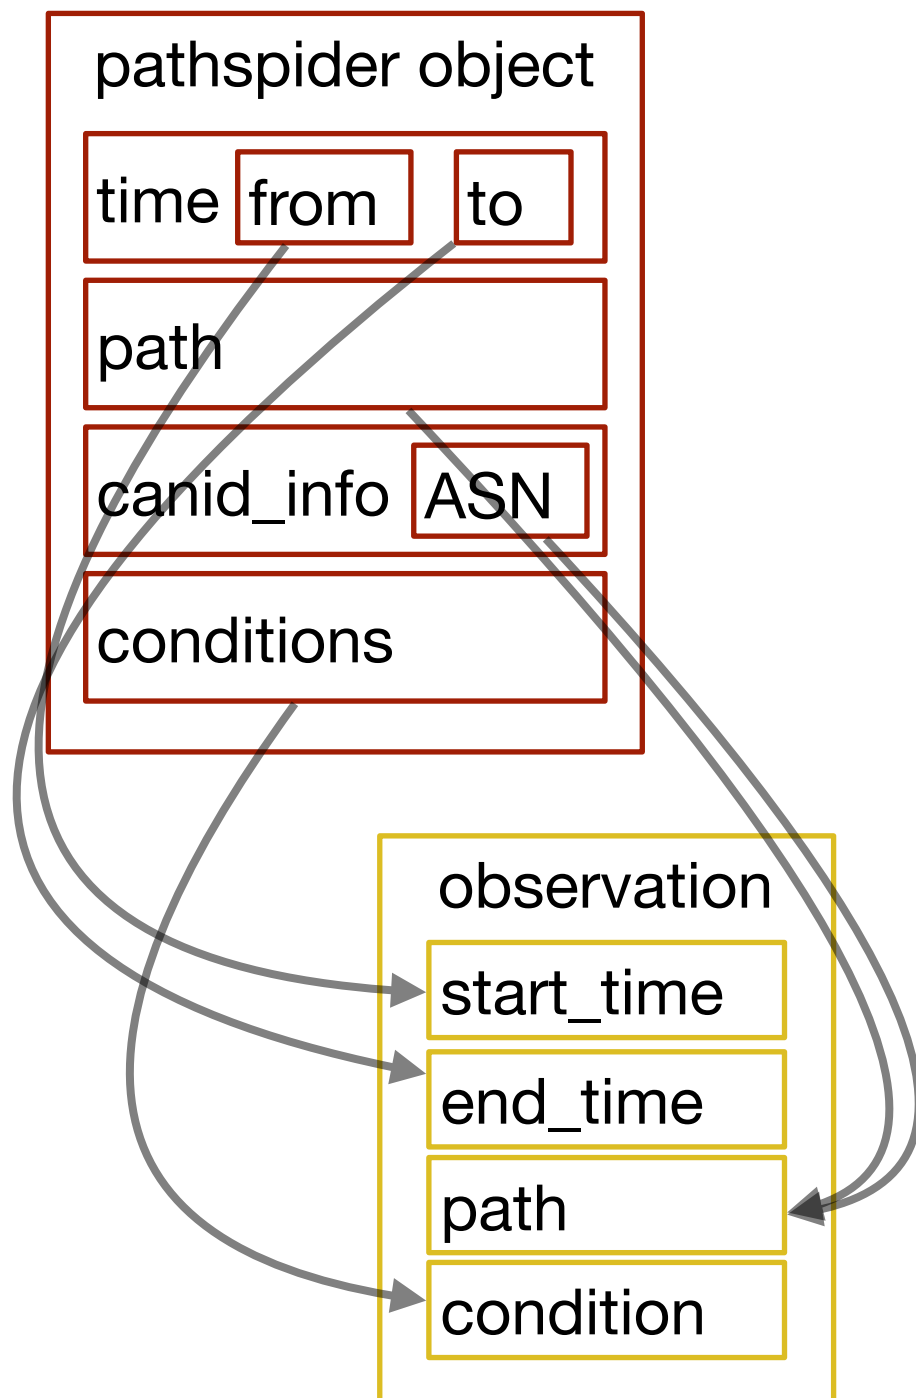 pathspider object
time from to
path
canid_info ASN
conditions
observation
start_time
end_time
path
condition